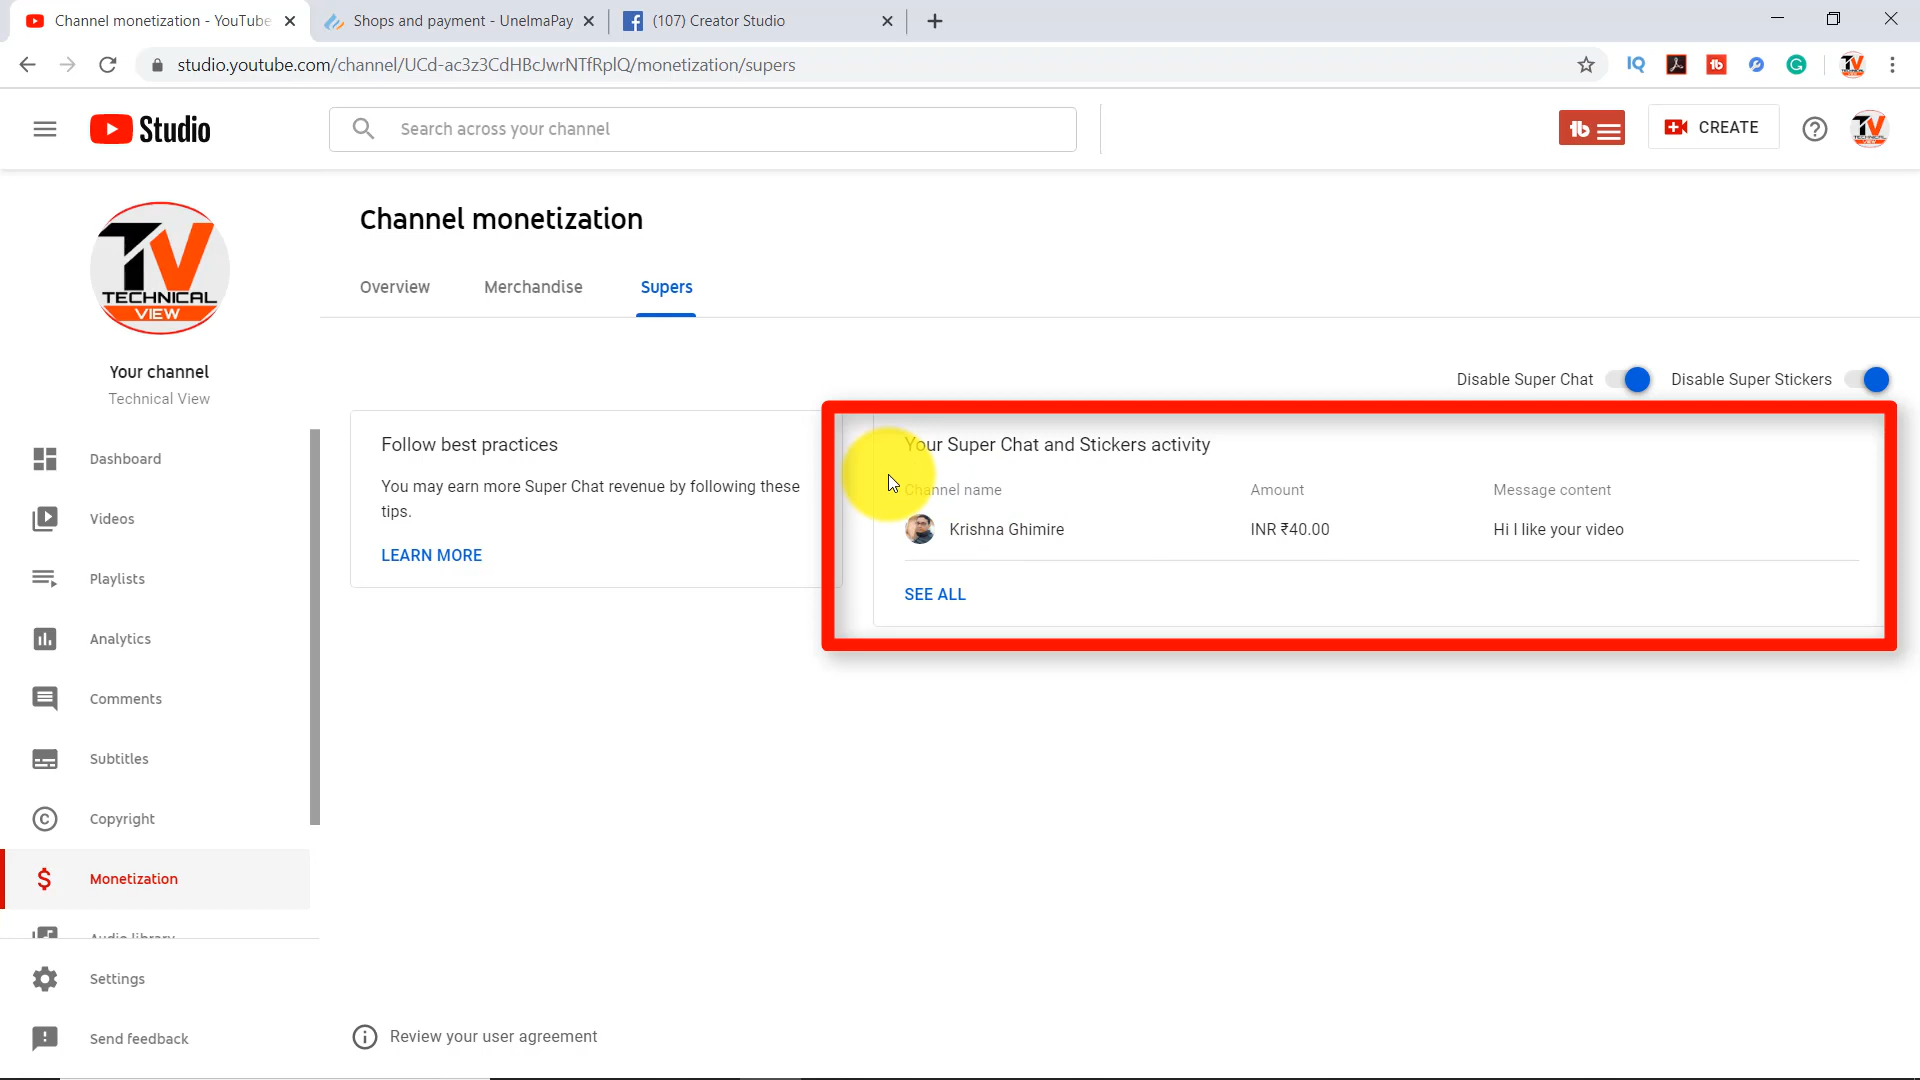 Channel monetization - YouTube
Shops and payment - UnelmaPay
(107) Creator Studio
studio.youtube.com/channel/UCd-ac3z3CdHBcJwrNTfRplQ/monetization/supers
Studio
Search across your channel
CREATE
TECHNICAL
VIEW
Your channel
Technical View
Dashboard
Videos
Playlists
Analytics
Comments
Subtitles
Copyright
Monetization
Audio library
Settings
Send feedback
Channel monetization
Overview
Merchandise
Supers
Disable Super Chat
Disable Super Stickers
Follow best practices
You may earn more Super Chat revenue by following these
tips.
LEARN MORE
Your Super Chat and Stickers activity
Channel name
Amount
Message content
Krishna Ghimire
INR ₹40.00
Hi I like your video
SEE ALL
Review your user agreement